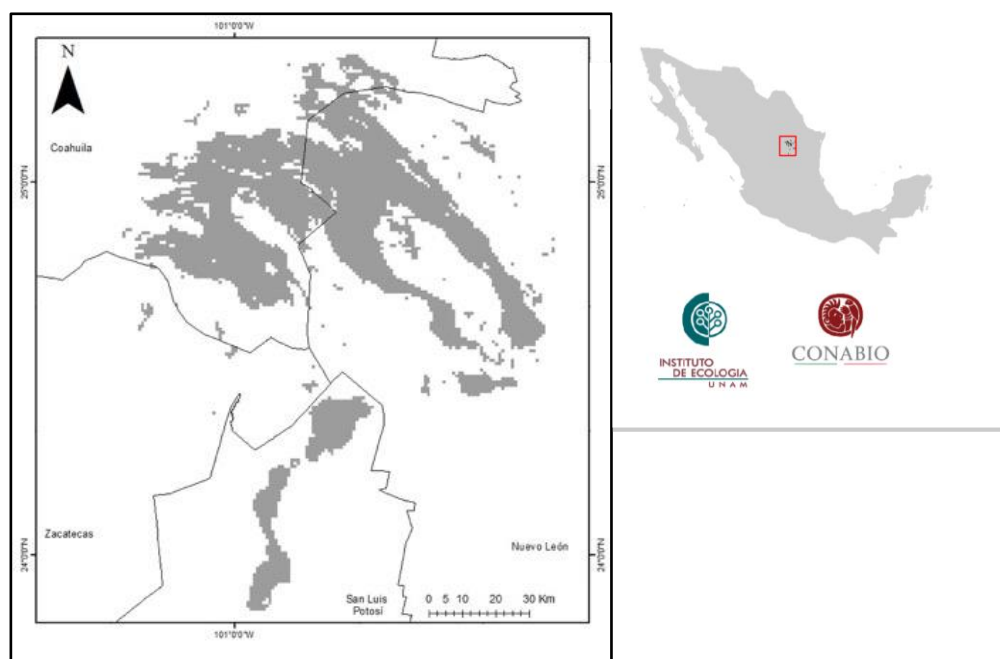 101°0'0"W
N
Coahuila
25°0'0"N
25°0'0"N
INSTITUTO
DE ECOLOGIA
UNAM
CONABIO
Zacatecas
24°0'0"N
24°0'0"N
Nuevo León
San Luis
Potosí
0 5 10 20 30 Km
101°0'0"W